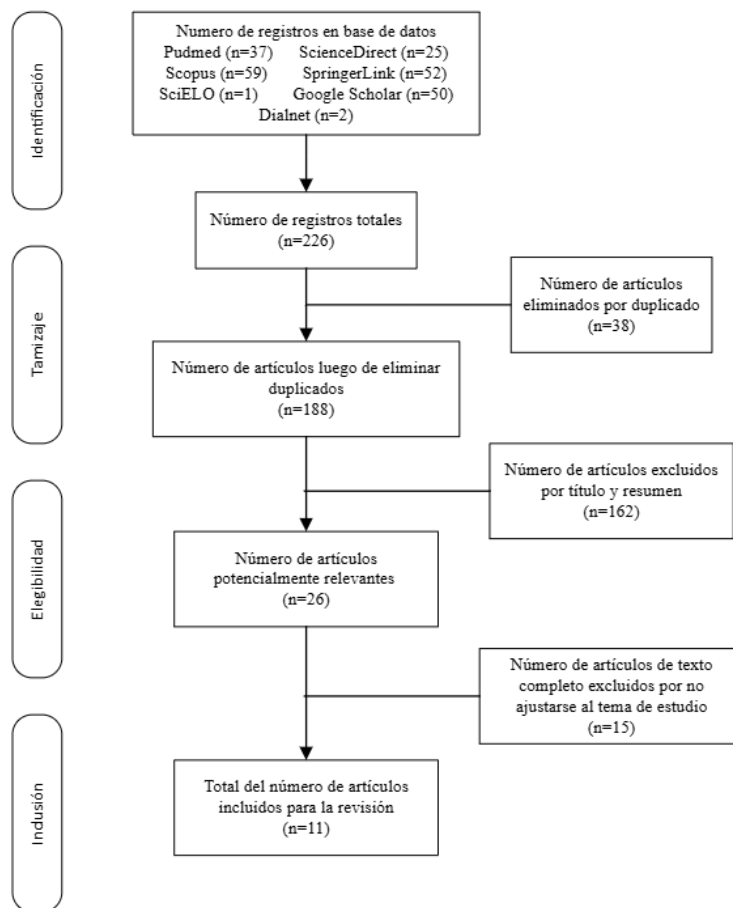 Identificación
Numero de registros en base de datos
Pudmed (n=37) ScienceDirect (n=25)
Scopus (n=59) SpringerLink (n=52)
SciELO (n=1) Google Scholar (n=50)
Dialnet (n=2)
Número de registros totales
(n=226)
Tamizaje
Número de artículos
eliminados por duplicado
(n=38)
Número de artículos luego de eliminar
duplicados
(n=188)
Número de artículos excluidos
por título y resumen
(n=162)
Elegibilidad
Número de artículos
potencialmente relevantes
(n=26)
Número de artículos de texto
completo excluidos por no
ajustarse al tema de estudio
(n=15)
Indusión
Total del número de artículos
incluidos para la revisión
(n=11)